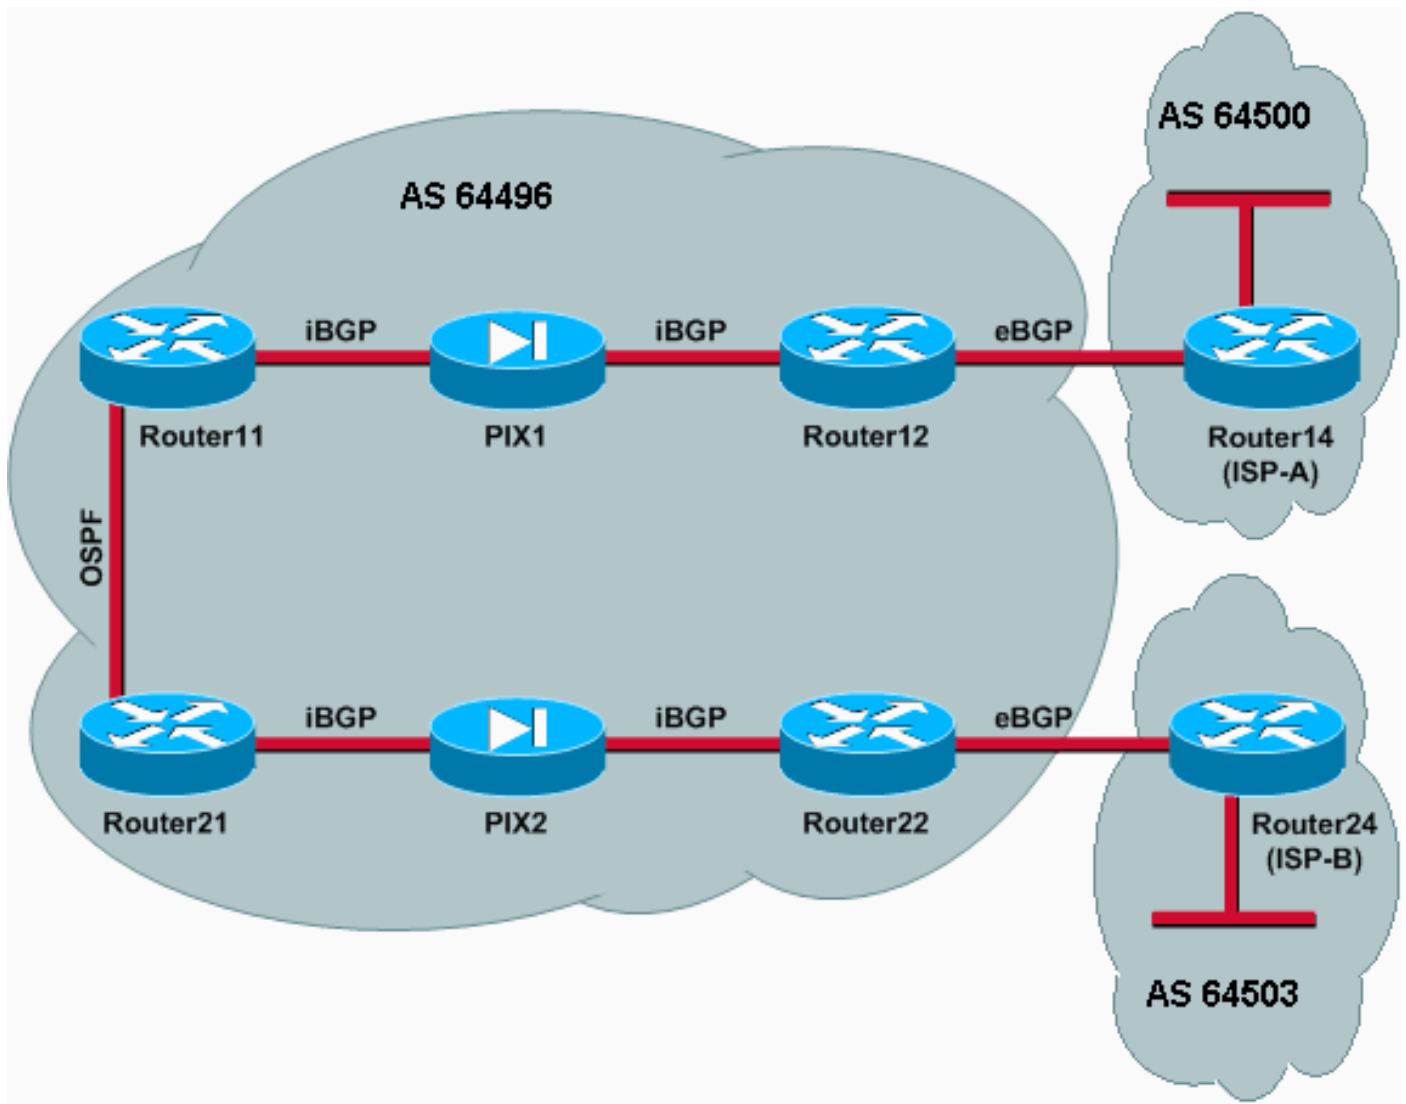 AS 64500
AS 64496
iBGP
iBGP
eBGP
Router11
PIX1
Router12
Router14
(ISP-A)
OSPF
iBGP
iBGP
eBGP
Router21
PIX2
Router22
Router24
(ISP-B)
AS 64503